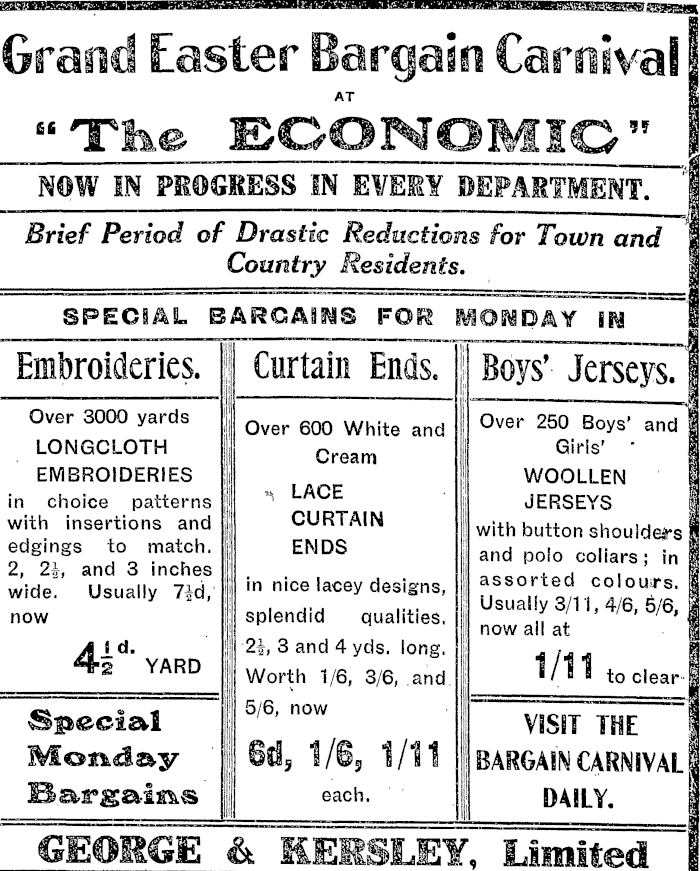 Grand Easter Bargain Carnival
AT
"The ECONOMIC"
NOW IN PROGRESS IN EVERY DEPARTMENT.
Brief Period of Drastic Reductions for Town and
Country Residents.
SPECIAL BARGAINS FOR MONDAY IN
Embroideries.
Over 3000 yards
LONGCLOTH
EMBROIDERIES
in choice patterns
with insertions and
edgings to match.
2, 2½, and 3 inches
wide. Usually 7½d,
now
4½d. YARD
Special
Monday
Bargains
Curtain Ends.
Over 600 White and
Cream
LACE
CURTAIN
ENDS
in nice lacey designs,
splendid qualities.
2½, 3 and 4 yds. long.
Worth 1/6, 3/6, and
5/6, now
6d, 1/6, 1/11
each.
Boys' Jerseys.
Over 250 Boys' and
Girls'
WOOLLEN
JERSEYS
with button shoulders
and polo collars; in
assorted colours.
Usually 3/11, 4/6, 5/6,
now all at
1/11 to clear
VISIT THE
BARGAIN CARNIVAL
DAILY.
GEORGE & KERSLEY, Limited